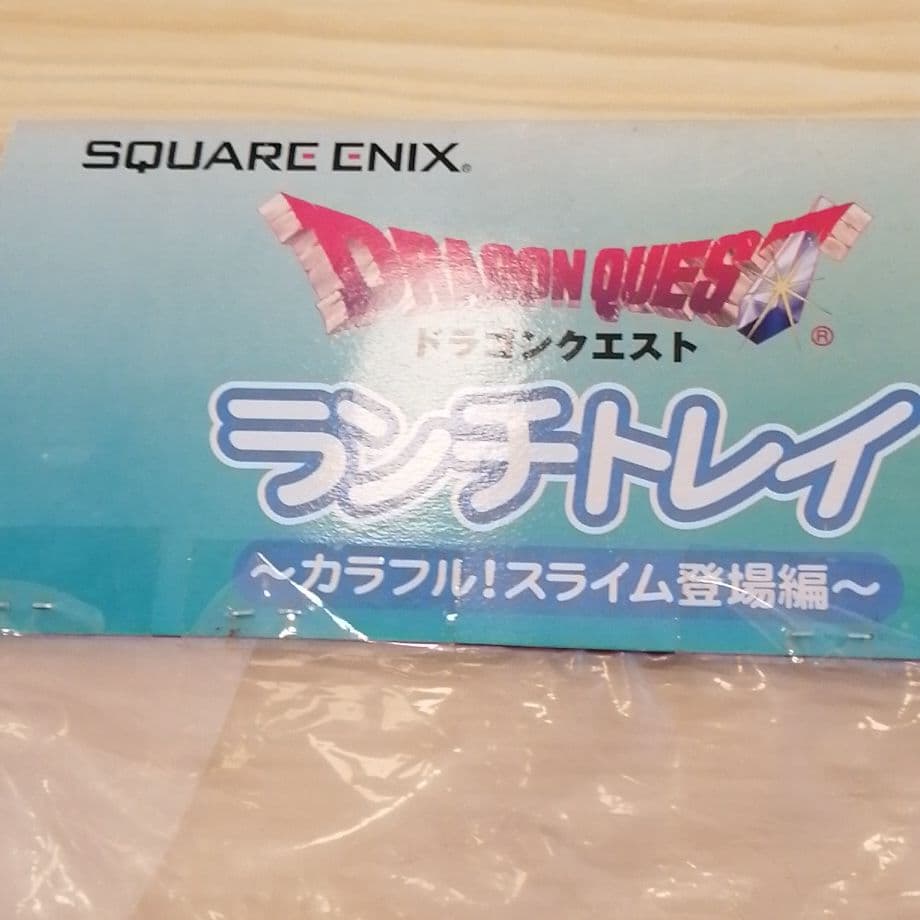 SQUARE ENIX®
DRAGON QUEST®
ドラゴンクエスト
ランチトレイ
～カラフル!スライム登場編～